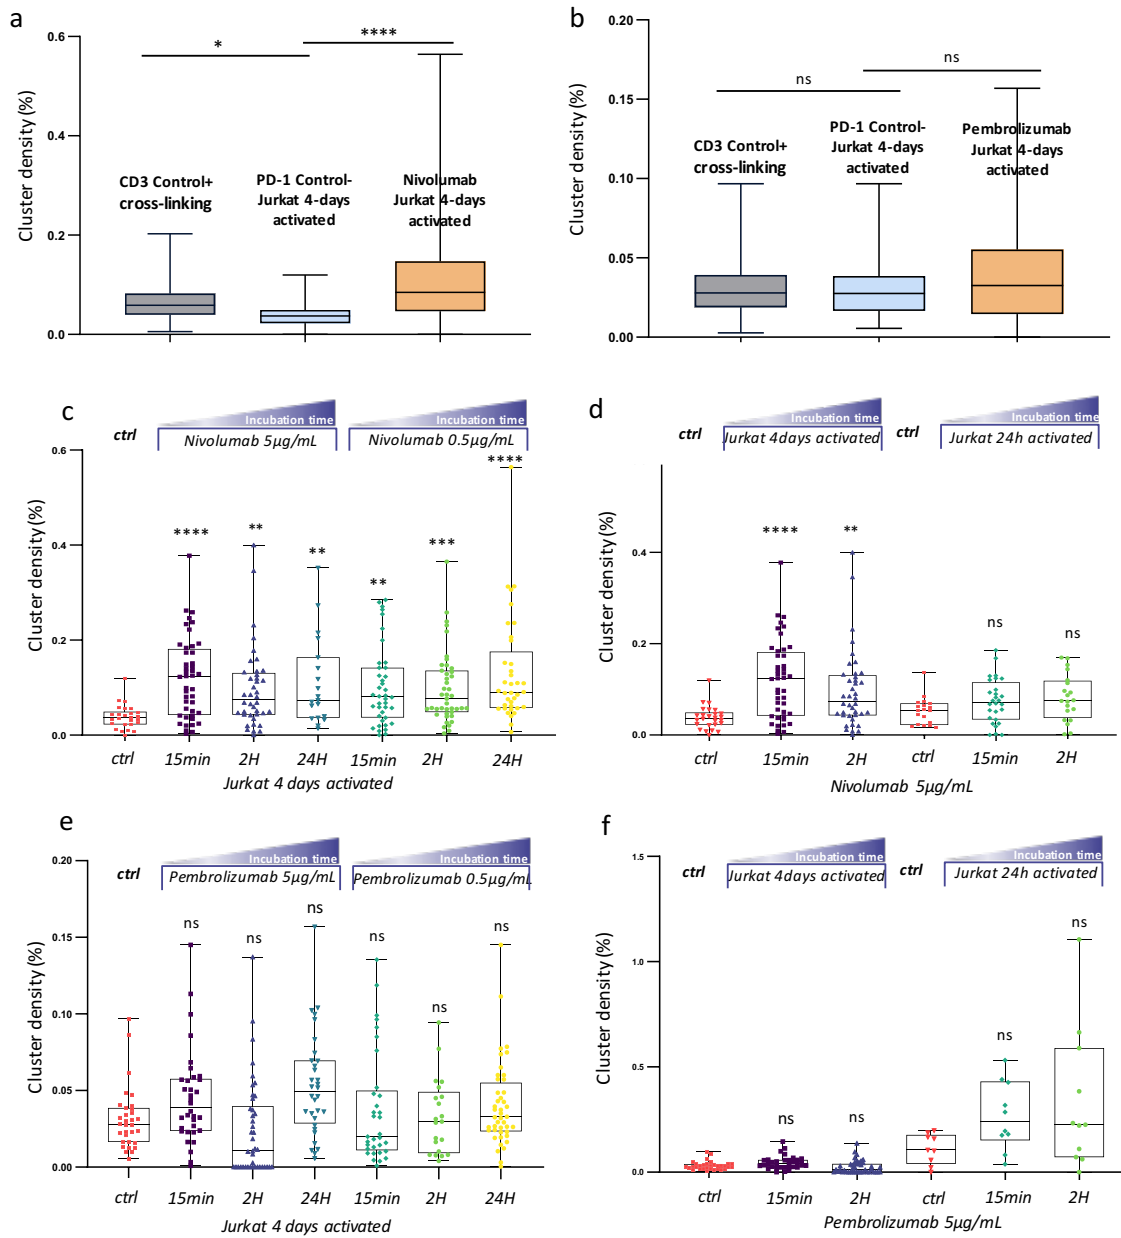 a
*
****
0.6
0.4
0.2
0.0
Cluster density (%)
CD3 Control+
cross-linking
PD-1 Control-
Jurkat 4-days
activated
Nivolumab
Jurkat 4-days
activated
b
ns
ns
0.20
0.15
0.10
0.05
0.00
Cluster density (%)
CD3 Control+
cross-linking
PD-1 Control-
Jurkat 4-days
activated
Pembrolizumab
Jurkat 4-days
activated
c
ctrl
Incubation time
Nivolumab 5µg/mL
Incubation time
Nivolumab 0.5µg/mL
0.6
0.4
0.2
0.0
Cluster density (%)
****
**
**
**
***
****
ctrl
15min
2H
24H
15min
2H
24H
Jurkat 4 days activated
d
ctrl
Incubation time
Jurkat 4days activated
ctrl
Incubation time
Jurkat 24h activated
0.4
0.2
0.0
Cluster density (%)
****
**
ns
ns
ctrl
15min
2H
ctrl
15min
2H
Nivolumab 5µg/mL
e
ctrl
Incubation time
Pembrolizumab 5µg/mL
Incubation time
Pembrolizumab 0.5µg/mL
0.20
0.15
0.10
0.05
0.00
Cluster density (%)
ns
ns
ns
ns
ns
ns
ctrl
15min
2H
24H
15min
2H
24H
Jurkat 4 days activated
f
ctrl
Incubation time
Jurkat 4days activated
ctrl
Incubation time
Jurkat 24h activated
1.5
1.0
0.5
0.0
Cluster density (%)
ns
ns
ns
ns
ctrl
15min
2H
ctrl
15min
2H
Pembrolizumab 5µg/mL